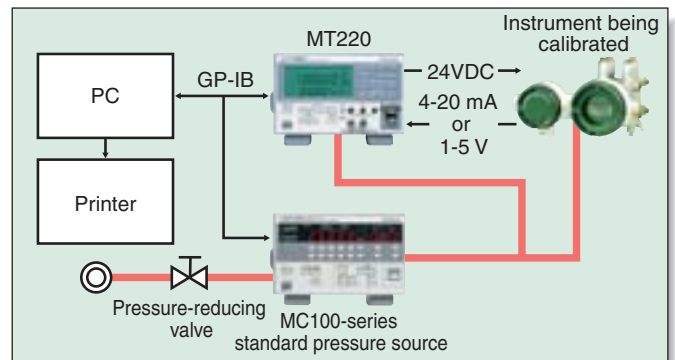 Instrument being
calibrated
MT220
24VDC
GP-IB
PC
4-20 mA
or
1-5 V
Printer
Pressure-reducing
valve
MC100-series
standard pressure source